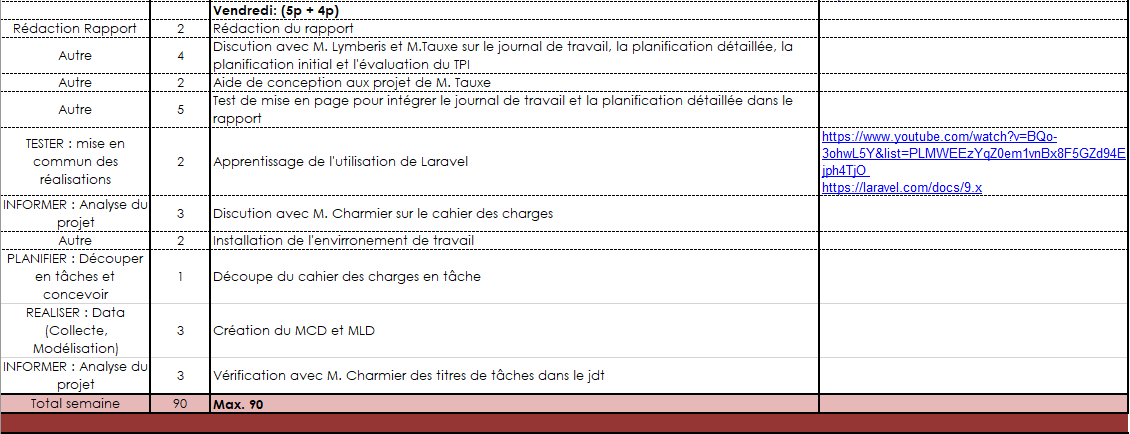 Vendredi: (5p + 4p)
Rédaction Rapport 2 Rédaction du rapport
Autre 4 Discution avec M. Lymberis et M.Tauxe sur le journal de travail, la planification détaillée, la
planification initial et l'évaluation du TPI
Autre 2 Aide de conception aux projet de M. Tauxe
Autre 5 Test de mise en page pour intégrer le journal de travail et la planification détaillée dans le
rapport
TESTER : mise en
commun des
réalisations
2 Apprentissage de l'utilisation de Laravel
https://www.youtube.com/watch?v=BQo-
3ohwL5Y&list=PLMWEEzYqZ0em1vnBx8F5GZd94E
jph4TjO
https://laravel.com/docs/9.x
INFORMER : Analyse du
projet
3 Discution avec M. Charmier sur le cahier des charges
Autre 2 Installation de l'envirronement de travail
PLANIFIER : Découper
en tâches et
concevoir
1 Découpe du cahier des charges en tâche
REALISER : Data
(Collecte,
Modélisation)
3 Création du MCD et MLD
INFORMER : Analyse du
projet
3 Vérification avec M. Charmier des titres de tâches dans le jdt
Total semaine 90 Max. 90